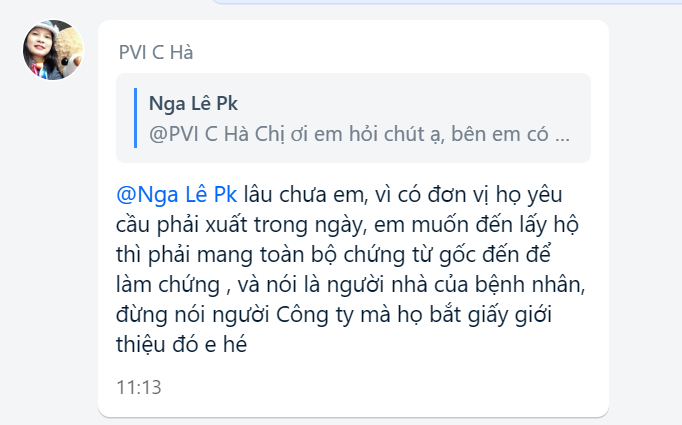 PVI C Hà
Nga Lê Pk
@PVI C Hà Chị ơi em hỏi chút ạ, bên em có ...
@Nga Lê Pk lâu chưa em, vì có đơn vị họ yêu
cầu phải xuất trong ngày, em muốn đến lấy hộ
thì phải mang toàn bộ chứng từ gốc đến để
làm chứng , và nói là người nhà của bệnh nhân,
đừng nói người Công ty mà họ bắt giấy giới
thiệu đó e hé
11:13